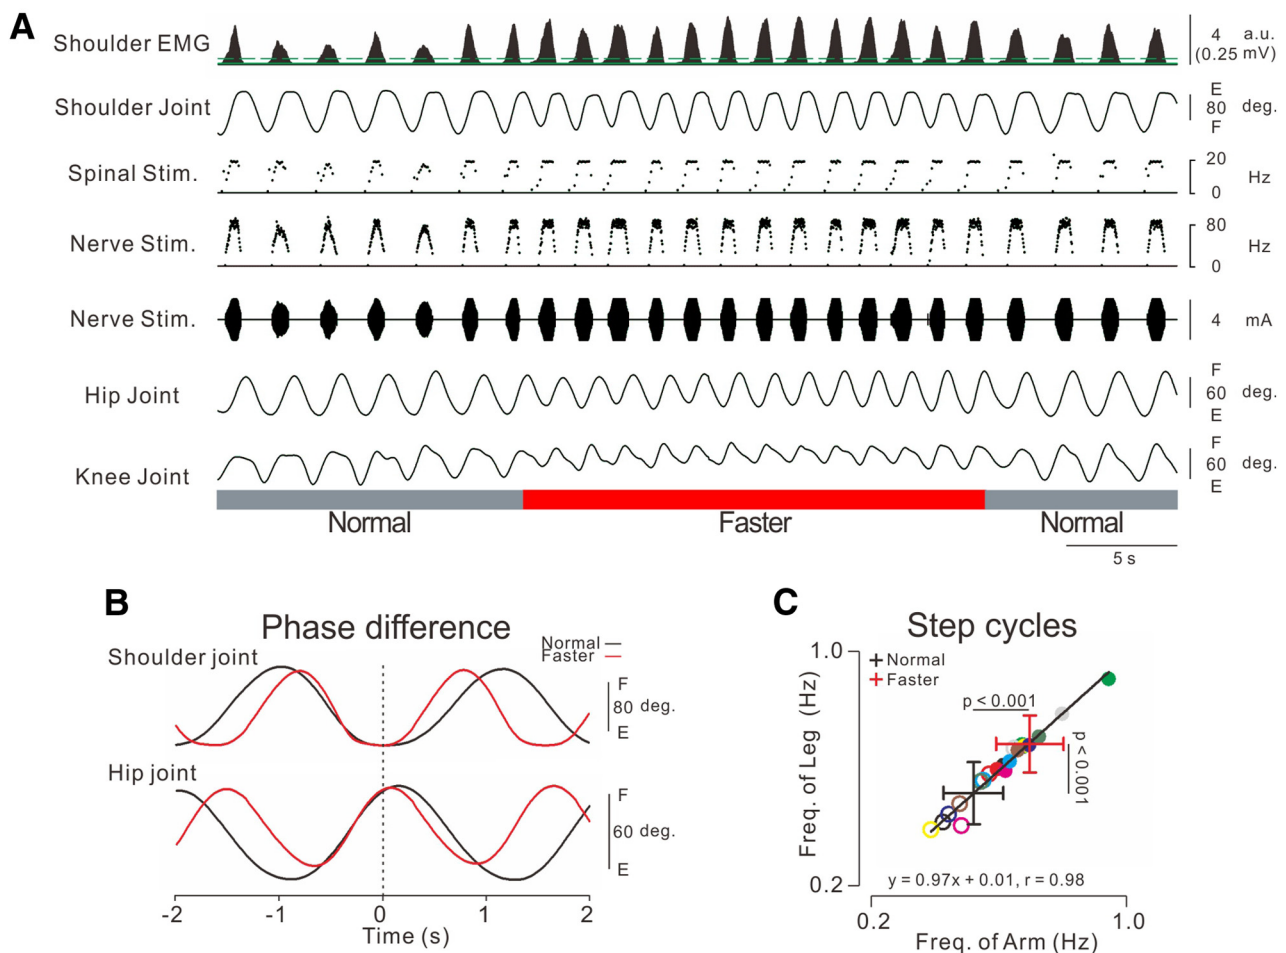 A
Shoulder EMG
4 a.u.
(0.25 mV)
Shoulder Joint
E
80 deg.
F
Spinal Stim.
20
Hz
0
Nerve Stim.
80
Hz
0
Nerve Stim.
4 mA
Hip Joint
F
60 deg.
E
Knee Joint
F
60 deg.
E
Normal
Faster
Normal
5 s
B
Phase difference
Normal
Faster
Shoulder joint
F
80 deg.
E
Hip joint
F
60 deg.
E
-2 -1 0 1 2
Time (s)
C
Step cycles
1.0
Normal
Faster
p < 0.001
p < 0.001
Freq. of Leg (Hz)
0.2
y = 0.97x + 0.01, r = 0.98
0.2 1.0
Freq. of Arm (Hz)